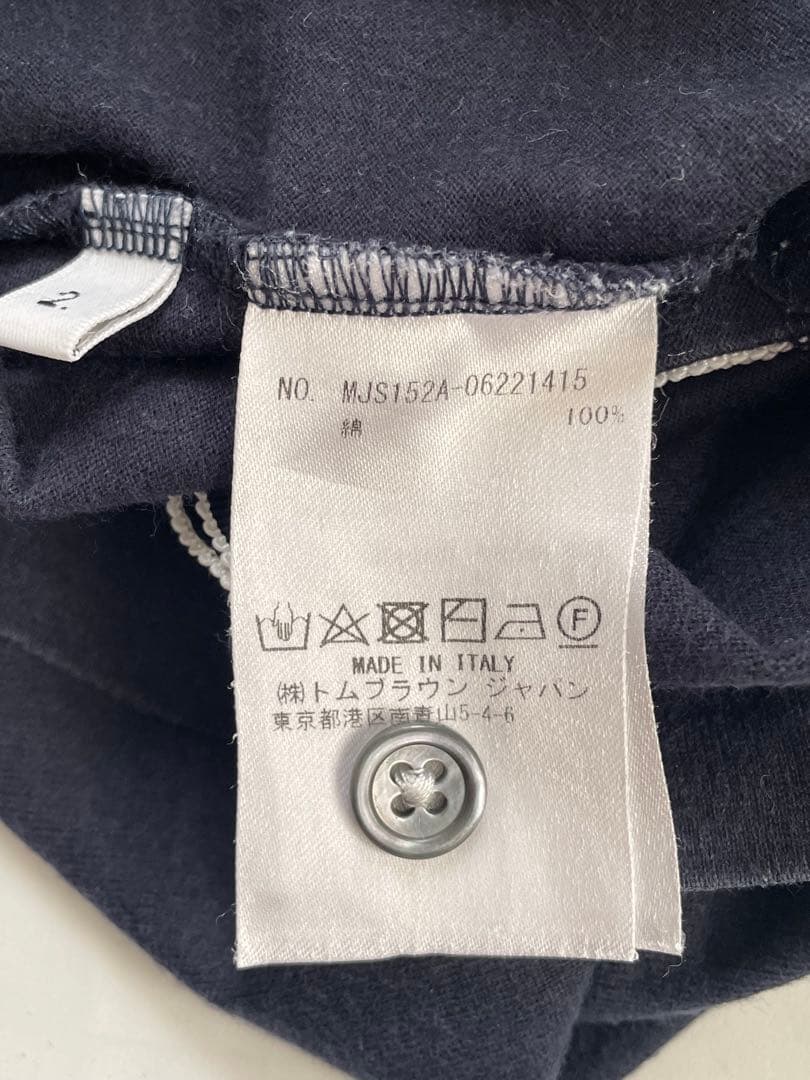 2
NO. MJS152A-06221415
綿 100%
F
MADE IN ITALY
(株)トムブラウン ジャパン
東京都港区南青山5-4-6